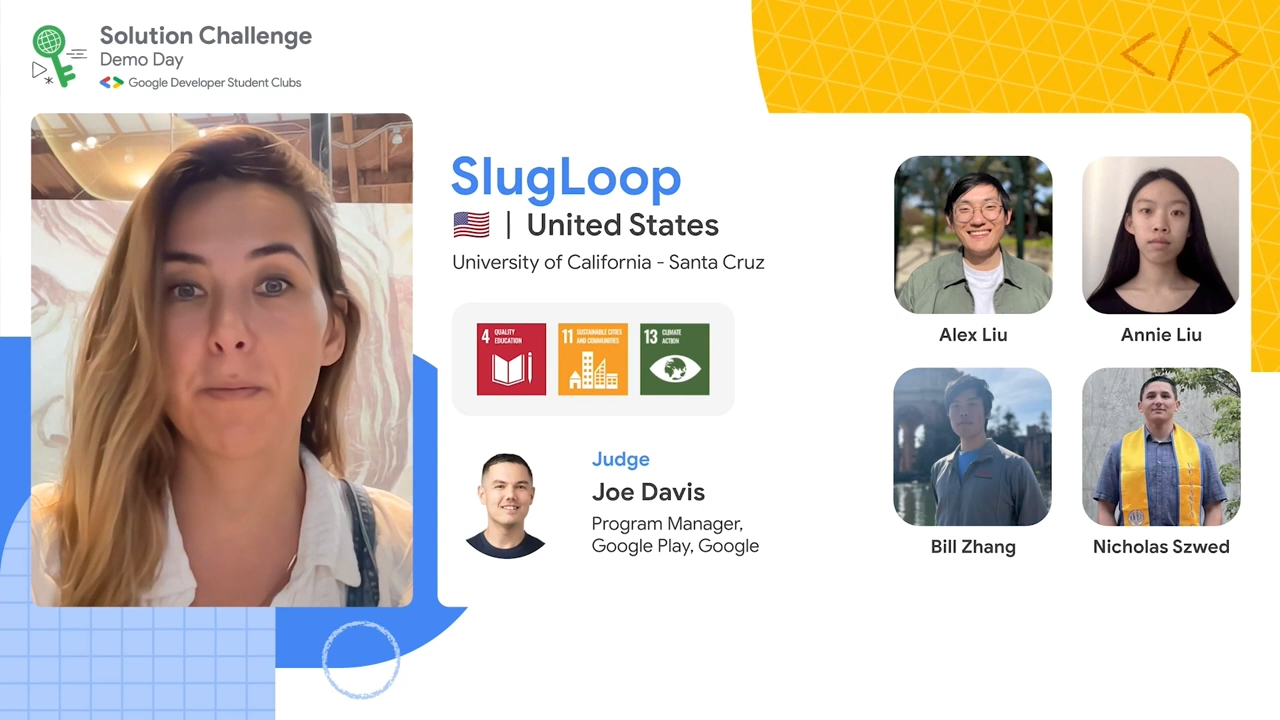 Solution Challenge
Demo Day
Google Developer Student Clubs
SlugLoop
| United States
University of California - Santa Cruz
4 QUALITY
EDUCATION
11 SUSTAINABLE CITIES
AND COMMUNITIES
13 CLIMATE
ACTION
Judge
Joe Davis
Program Manager,
Google Play, Google
Alex Liu
Annie Liu
Bill Zhang
Nicholas Szwed